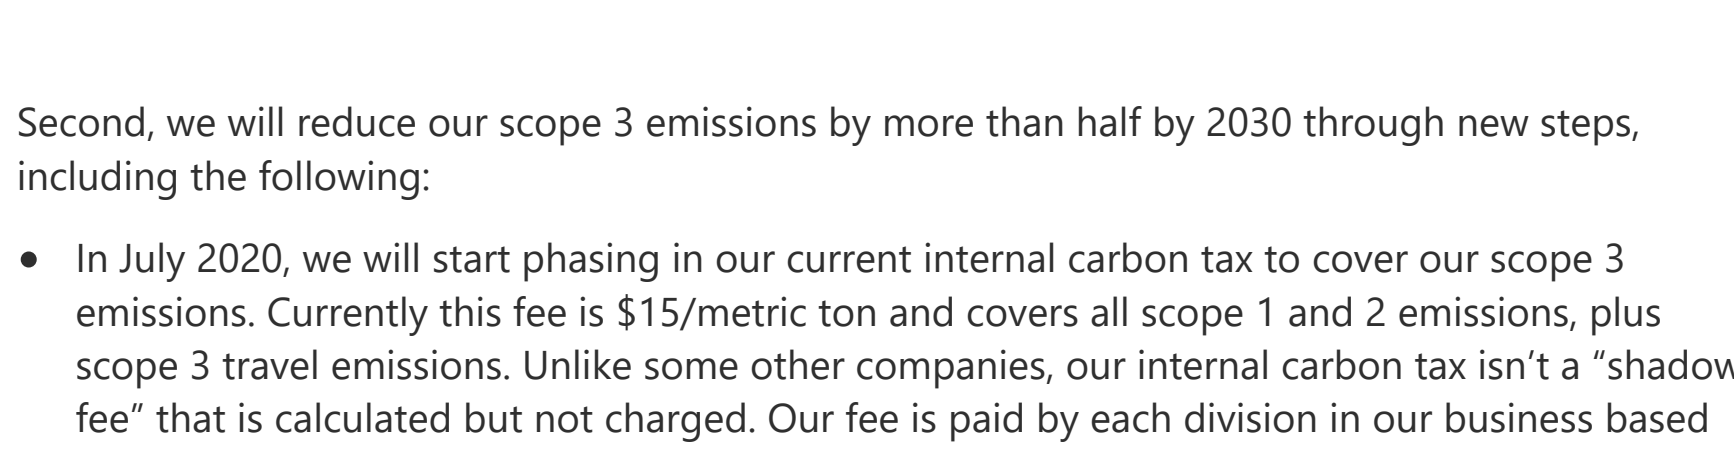 Second, we will reduce our scope 3 emissions by more than half by 2030 through new steps,
including the following:
• In July 2020, we will start phasing in our current internal carbon tax to cover our scope 3
emissions. Currently this fee is $15/metric ton and covers all scope 1 and 2 emissions, plus
scope 3 travel emissions. Unlike some other companies, our internal carbon tax isn’t a “shadow
fee” that is calculated but not charged. Our fee is paid by each division in our business based